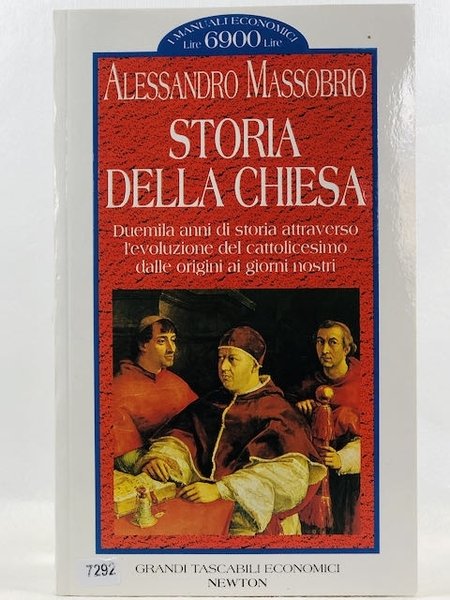 I MANUALI ECONOMICI
Lire 6900 Lire
ALESSANDRO MASSOBRIO
STORIA
DELLA CHIESA
Duemila anni di storia attraverso
l'evoluzione del cattolicesimo
dalle origini ai giorni nostri
7292
GRANDI TASCABILI ECONOMICI
NEWTON